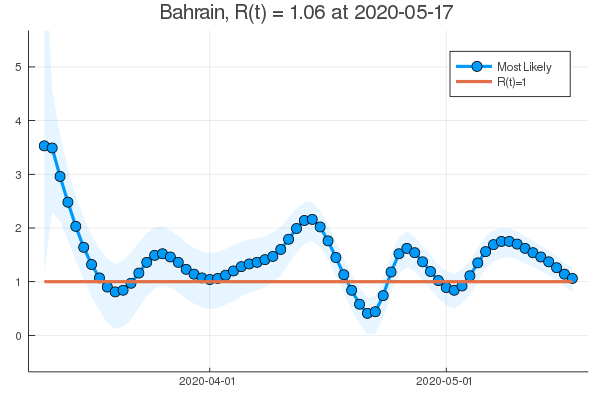 Bahrain, R(t) = 1.06 at 2020-05-17
Most Likely
R(t)=1
5
4
3
2
1
0
2020-04-01
2020-05-01